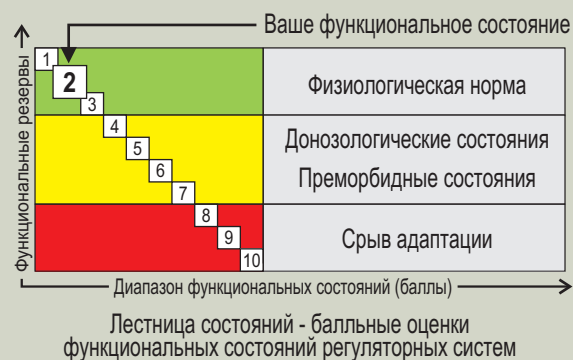 Ваше функциональное состояние
Функциональные резервы
1
2
3
4
5
6
7
8
9
10
Физиологическая норма
Донозологические состояния
Преморбидные состояния
Срыв адаптации
Диапазон функциональных состояний (баллы)
Лестница состояний - балльные оценки
функциональных состояний регуляторных систем